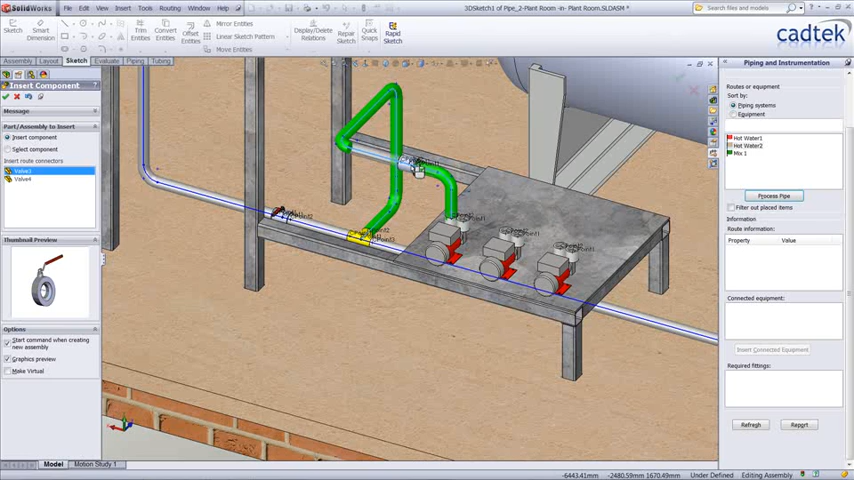 SolidWorks
File Edit View Insert Tools Routing Window Help
3DSketch1 of Pipe_2-Plant Room -in- Plant Room.SLDASM *
Search files and models
cadtek
Sketch
Smart Dimension
Trim Entities
Convert Entities
Offset Entities
Mirror Entities
Linear Sketch Pattern
Move Entities
Display/Delete Relations
Repair Sketch
Quick Snaps
Rapid Sketch
Assembly Layout Sketch Evaluate Piping Tubing
Insert Component
Message
Part/Assembly to Insert
Insert component
Select component
Insert route connectors
Valve3
Valve4
Thumbnail Preview
Options
Start command when creating new assembly
Graphics preview
Make Virtual
Piping and Instrumentation
Routes or equipment
Sort by:
Piping systems
Equipment
Hot Water1
Hot Water2
Mix 1
Process Pipe
Filter out placed items
Information
Route information:
Property Value
Connected equipment:
Insert Connected Equipment
Required fittings:
Refresh Report
Model Motion Study 1
-6443.41mm -2480.59mm 1670.49mm Under Defined Editing Assembly